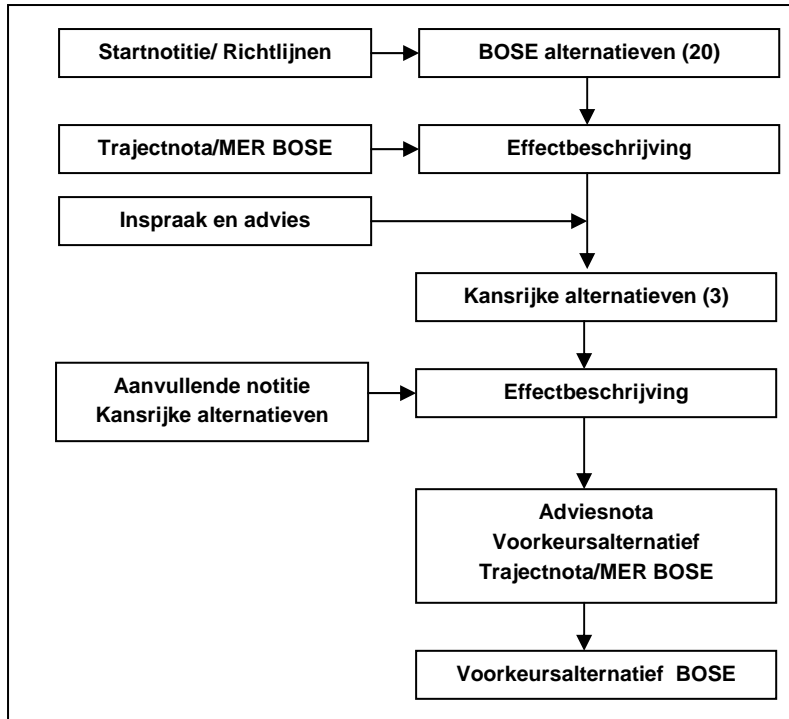 Startnotitie/ Richtlijnen
BOSE alternatieven (20)
Trajectnota/MER BOSE
Effectbeschrijving
Inspraak en advies
Kansrijke alternatieven (3)
Aanvullende notitie
Kansrijke alternatieven
Effectbeschrijving
Adviesnota
Voorkeursalternatief
Trajectnota/MER BOSE
Voorkeursalternatief BOSE